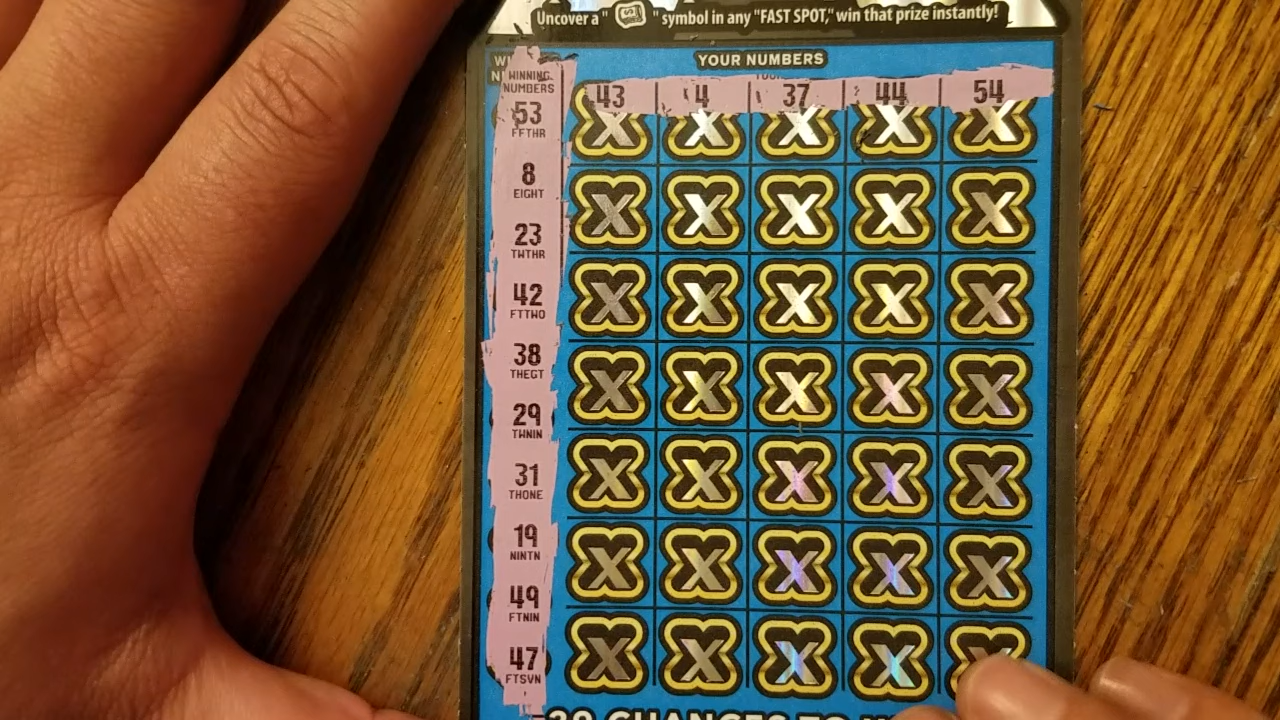 Uncover a " " symbol in any "FAST SPOT," win that prize instantly!
YOUR NUMBERS
WINNING
NUMBERS
43 4 37 44 54
53
FFTHR
X X X X X
8
EIGHT
X X X X X
23
TWTHR
42
FTTWO
X X X X X
38
THEGT
X X X X X
29
TWNIN
31
THONE
X X X X X
19
NINTN
X X X X X
49
FTNIN
47
FTSVN
X X X X X
CHANCES TO